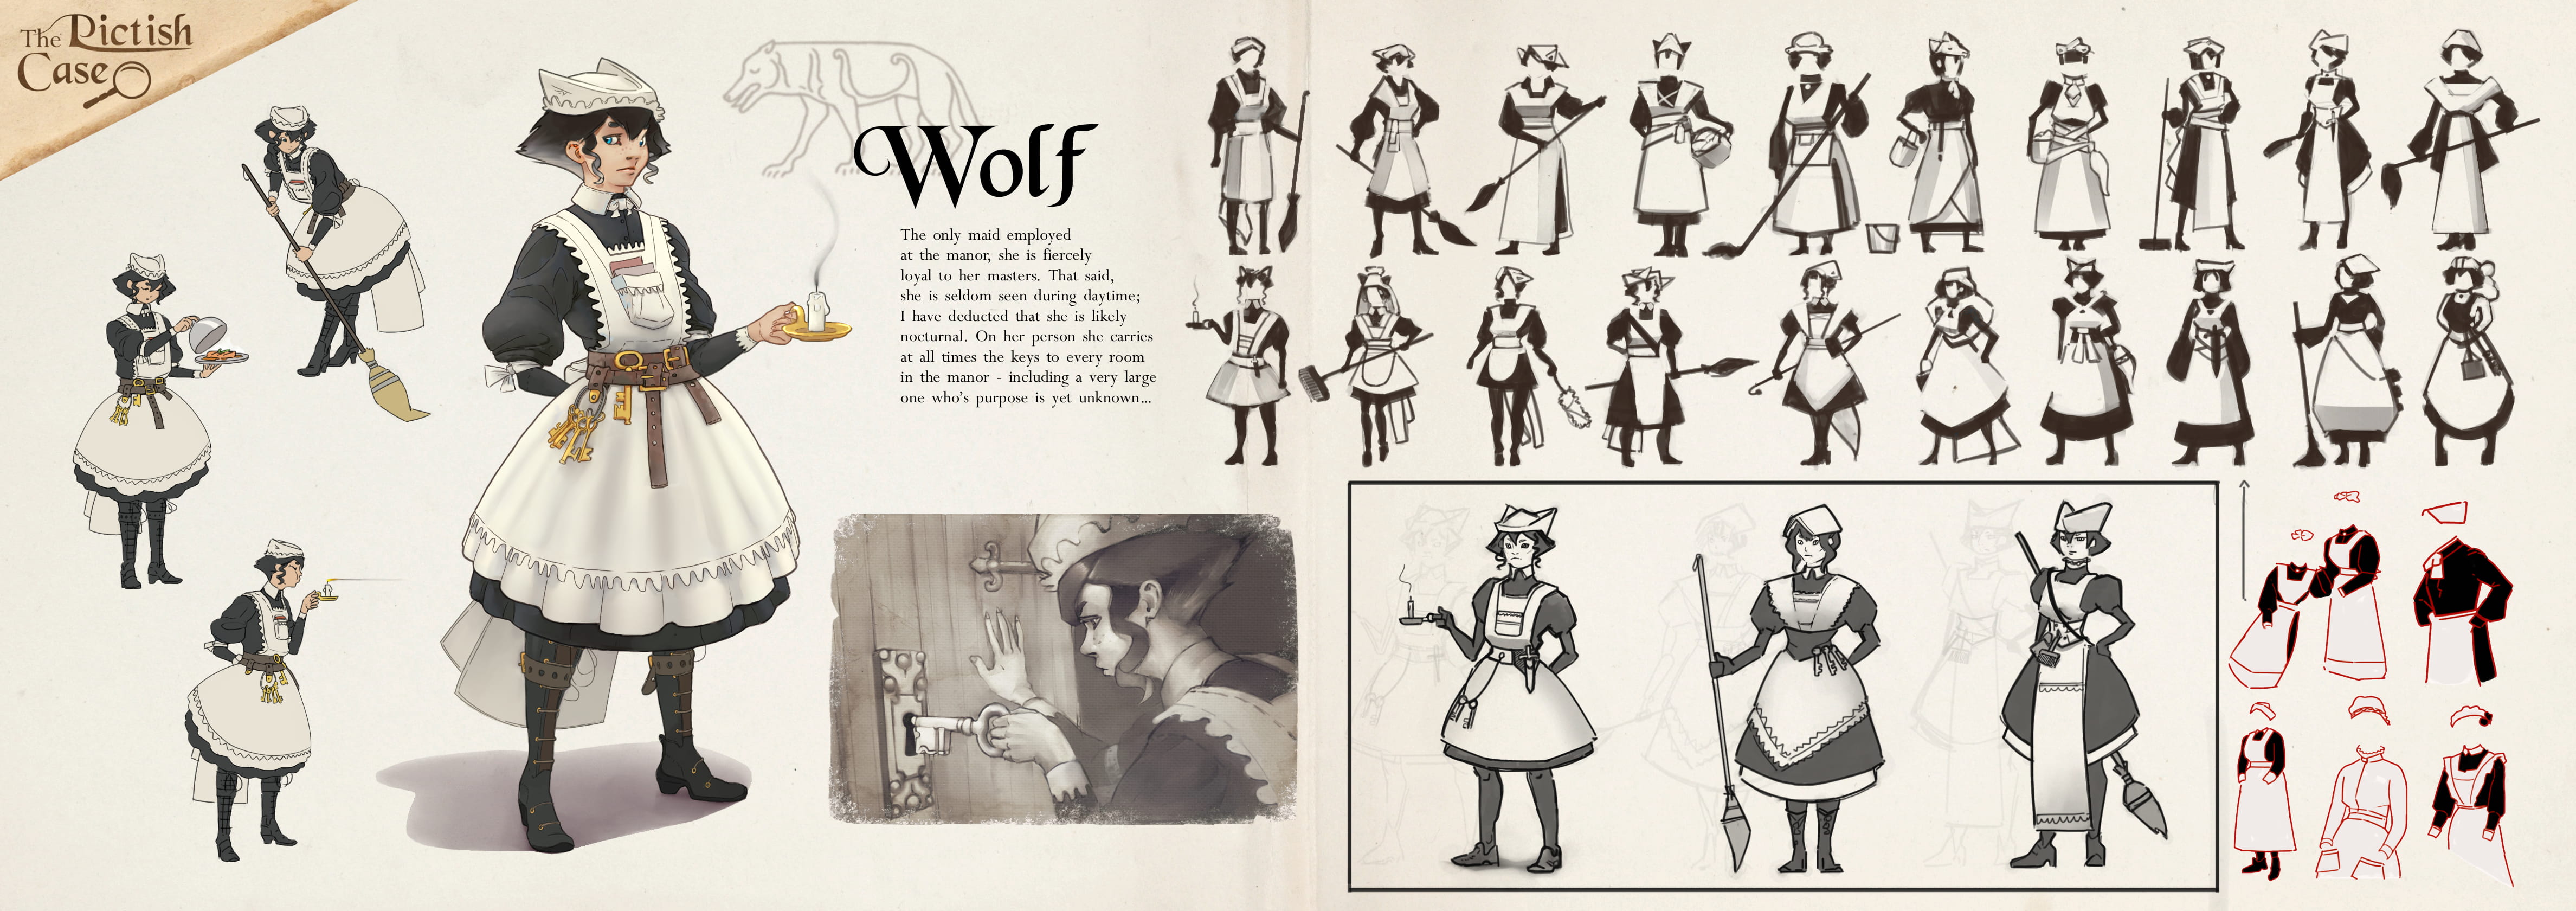 The Pictish
Case
Wolf
The only maid employed
at the manor, she is fiercely
loyal to her masters. That said,
she is seldom seen during daytime;
I have deducted that she is likely
nocturnal. On her person she carries
at all times the keys to every room
in the manor - including a very large
one who's purpose is yet unknown...